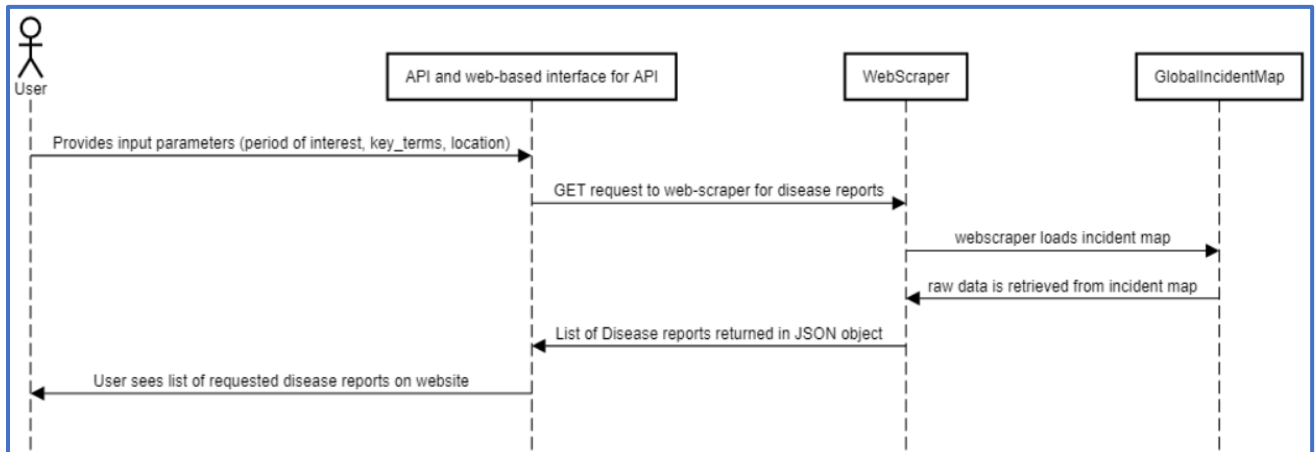 User
API and web-based interface for API
WebScraper
GlobalIncidentMap
Provides input parameters (period of interest, key_terms, location)
GET request to web-scraper for disease reports
webscraper loads incident map
raw data is retrieved from incident map
List of Disease reports returned in JSON object
User sees list of requested disease reports on website